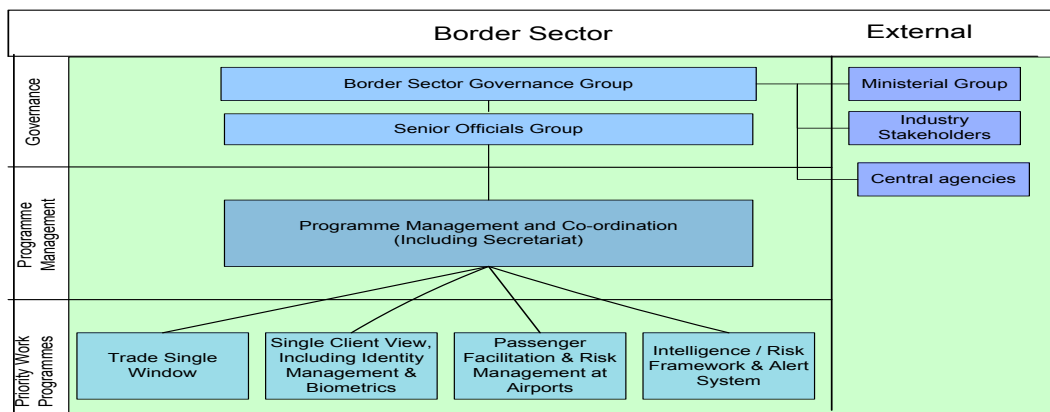 Border Sector
External
Governance
Border Sector Governance Group
Ministerial Group
Senior Officials Group
Industry
Stakeholders
Central agencies
Programme
Management
Programme Management and Co-ordination
(Including Secretariat)
Priority Work
Programmes
Trade Single
Window
Single Client View,
Including Identity
Management &
Biometrics
Passenger
Facilitation & Risk
Management at
Airports
Intelligence / Risk
Framework & Alert
System